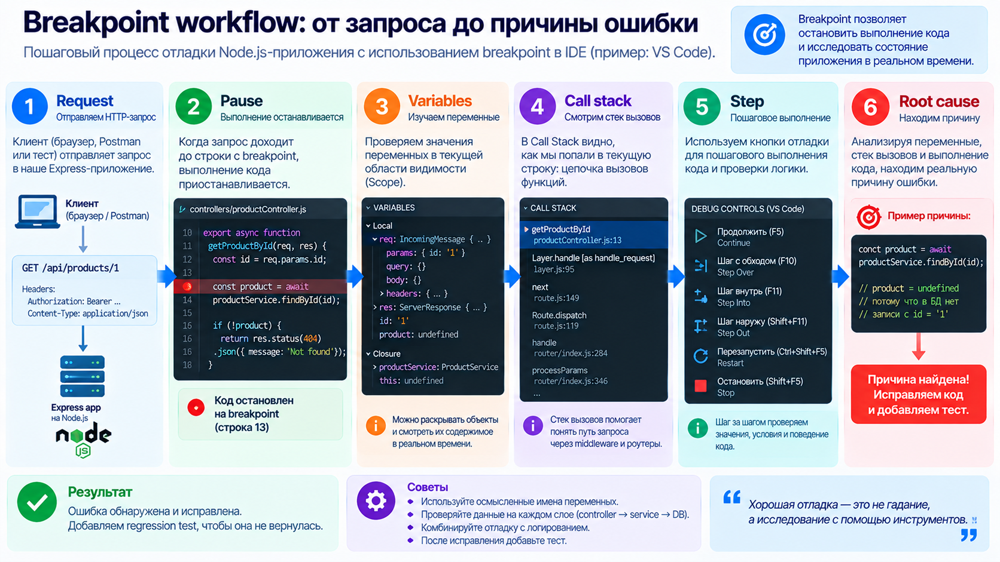 Breakpoint workflow: от запроса до причины ошибки
Пошаговый процесс отладки Node.js-приложения с использованием breakpoint в IDE (пример: VS Code).
Breakpoint позволяет
остановить выполнение кода
и исследовать состояние
приложения в реальном времени.
1
Request
Отправляем HTTP-запрос
Клиент (браузер, Postman
или тест) отправляет запрос
в наше Express-приложение.
Клиент
(браузер / Postman)
GET /api/products/1
Headers:
Authorization: Bearer ...
Content-Type: application/json
Express app
на Node.js
node
JS
2
Pause
Выполнение останавливается
Когда запрос доходит
до строки с breakpoint,
выполнение кода
приостанавливается.
controllers/productController.js
10 export async function
11 getProductById(req, res) {
12 const id = req.params.id;
13
const product = await
14 productService.findById(id);
15
16 if (!product) {
16 return res.status(404)
16 .json({ message: 'Not found'});
18 }
Код остановлен
на breakpoint
(строка 13)
3
Variables
Изучаем переменные
Проверяем значения
переменных в текущей
области видимости
(Scope).
VARIABLES
Local
req: IncomingMessage { .. }
params: { id: '1' }
query: {}
body: {}
headers: { ... }
res: ServerResponse { ... }
id: '1'
product: undefined
Closure
productService: ProductService
this: undefined
i
Можно раскрывать объекты
и смотреть их содержимое
в реальном времени.
4
Call stack
Смотрим стек вызовов
В Call Stack видно,
как мы попали в текущую
строку: цепочка вызовов
функций.
CALL STACK
getProductById
productController.js:13
Layer.handle [as handle_request]
layer.js:95
next
route.js:149
Route.dispatch
route.js:119
handle
router/index.js:284
processParams
router/index.js:346
...
i
Стек вызовов помогает
понять путь запроса
через middleware и роутеры.
5
Step
Пошаговое выполнение
Используем кнопки отладки
для пошагового выполнения
кода и проверки логики.
DEBUG CONTROLS (VS Code)
Продолжить (F5)
Continue
Шаг с обходом (F10)
Step Over
Шаг внутрь (F11)
Step Into
Шаг наружу (Shift+F11)
Step Out
Перезапустить (Ctrl+Shift+F5)
Restart
Остановить (Shift+F5)
Stop
i
Шаг за шагом проверяем
значения, условия и поведение
кода.
6
Root cause
Находим причину
Анализируя переменные,
стек вызовов и выполнение
кода, находим реальную
причину ошибки.
Пример причины:
conct product = await
productService.findById(id);
// product = undefined
// потому что в БД нет
// записи с id = '1'
Причина найдена!
Исправляем код
и добавляем тест.
Результат
Ошибка обнаружена и исправлена.
Добавляем regression test, чтобы она не вернулась.
Советы
Используйте осмысленные имена переменных.
Проверяйте данные на каждом слое (controller → service → DB).
Комбинируйте отладку с логированием.
После исправления добавьте тест.
“ Хорошая отладка — это не гадание,
а исследование с помощью инструментов. ”